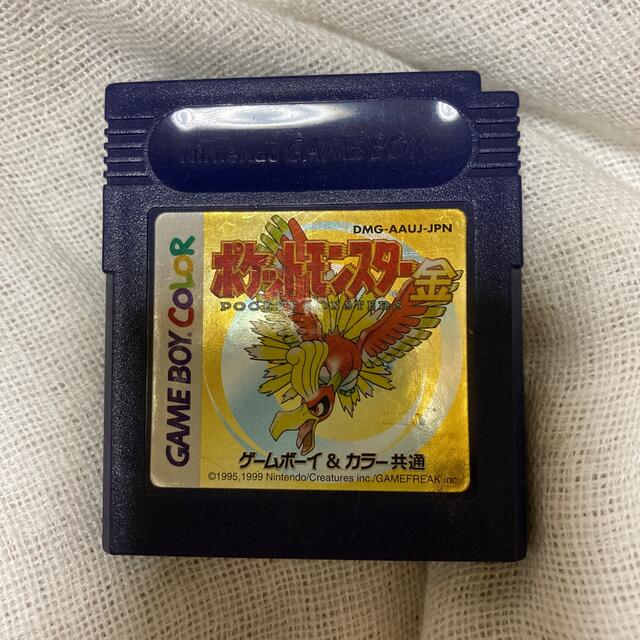 Nintendo GAME BOY
DMG-AAUJ-JPN
ポケットモンスター金
POCKET MONSTERS
GAME BOY COLOR
ゲームボーイ & カラー共通
©1995,1999 Nintendo/Creatures inc./GAMEFREAK inc.